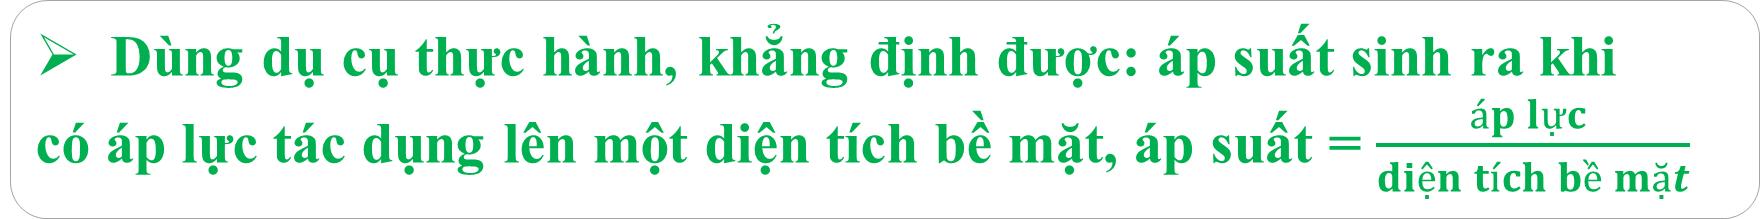 ➢ Dùng dụ cụ thực hành, khẳng định được: áp suất sinh ra khi
có áp lực tác dụng lên một diện tích bề mặt, áp suất = áp lực / diện tích bề mặt